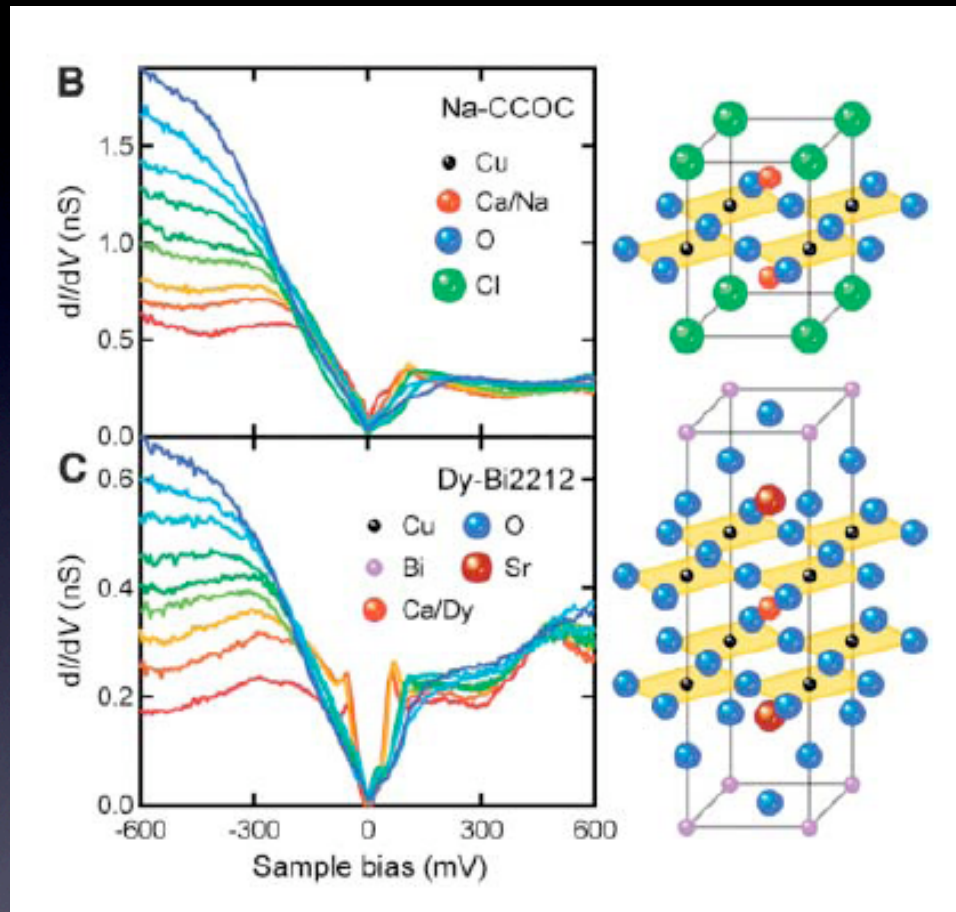 B
Na-CCOC
Cu
Ca/Na
O
Cl
1.5
1.0
0.5
0.0
dI/dV (nS)
C
Dy-Bi2212
Cu O
Bi Sr
Ca/Dy
0.6
0.4
0.2
0.0
dI/dV (nS)
-600 -300 0 300 600
Sample bias (mV)